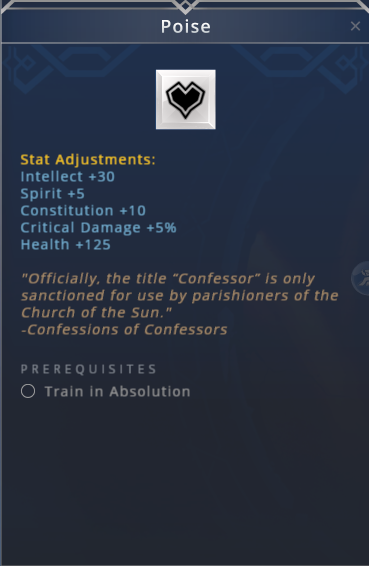 Poise
Stat Adjustments:
Intellect +30
Spirit +5
Constitution +10
Critical Damage +5%
Health +125
"Officially, the title “Confessor” is only
sanctioned for use by parishioners of the
Church of the Sun."
-Confessions of Confessors
PREREQUISITES
Train in Absolution